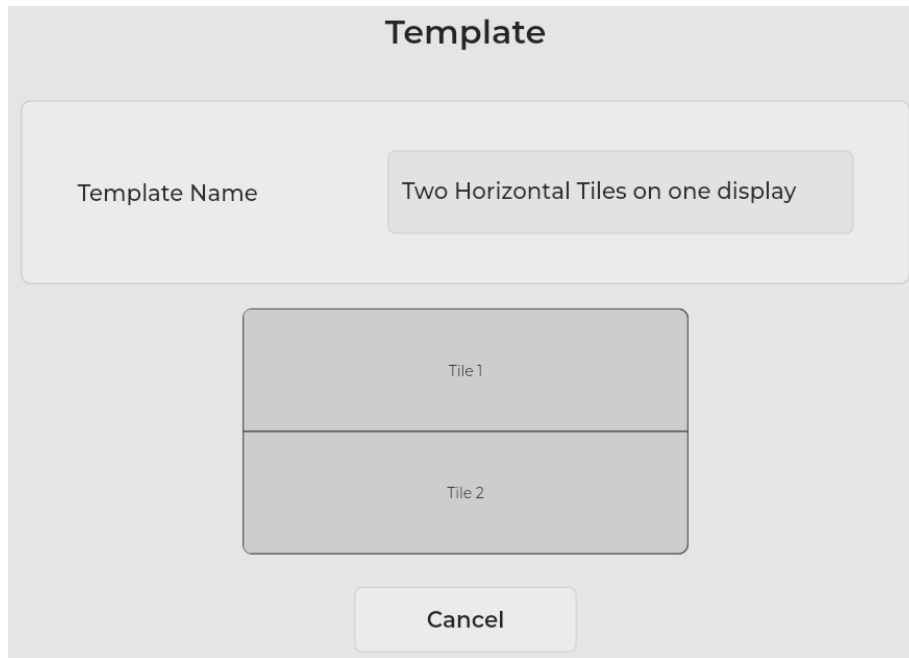 Template
Template Name
Two Horizontal Tiles on one display
Tile 1
Tile 2
Cancel